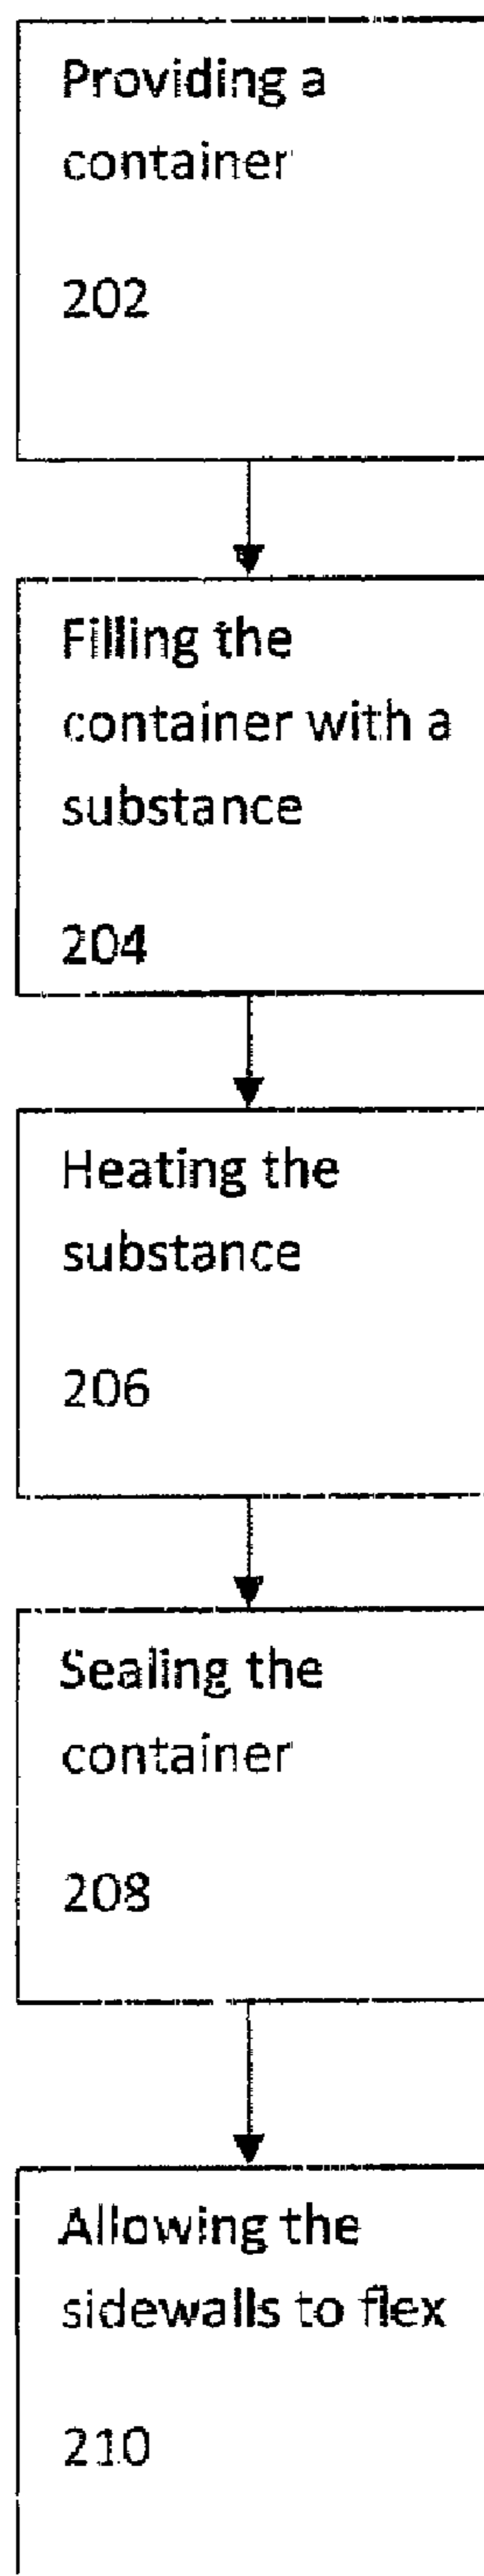 Providing a
container
202
Filling the
container with a
substance
204
Heating the
substance
206
Sealing the
container
208
Allowing the
sidewalls to flex
210